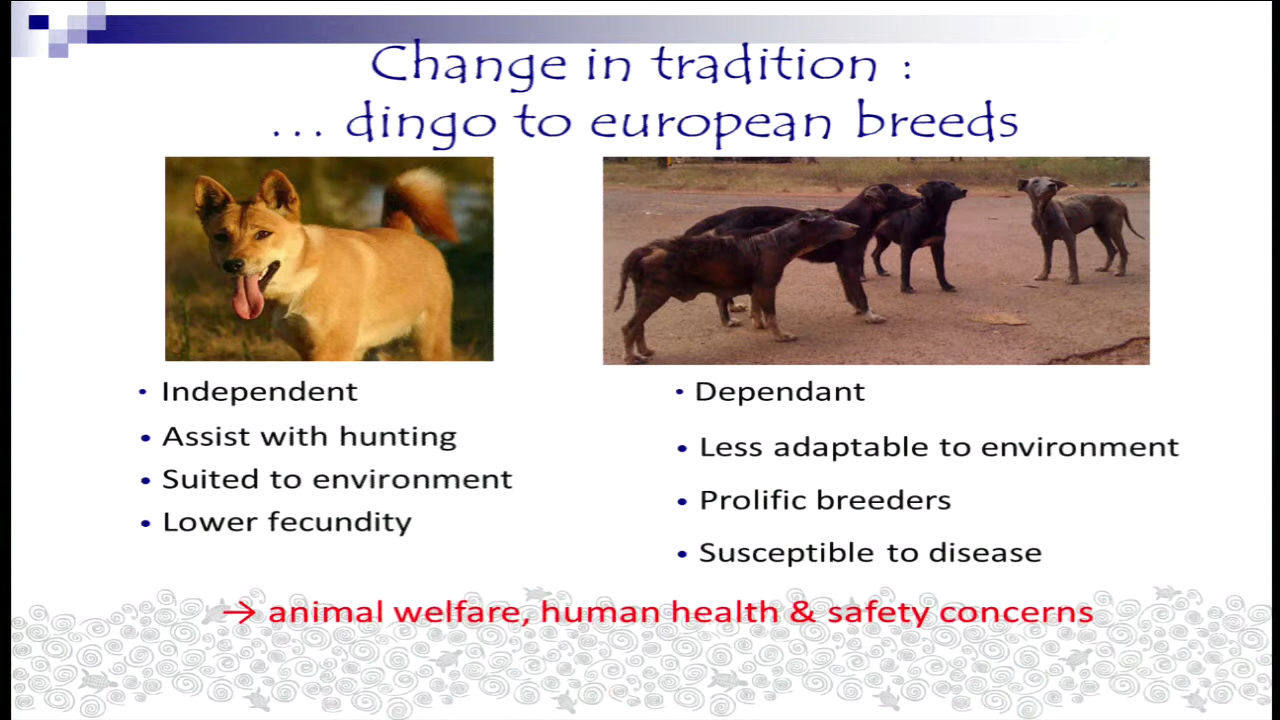 Change in tradition :
... dingo to european breeds
• Independent
• Assist with hunting
• Suited to environment
• Lower fecundity
• Dependant
• Less adaptable to environment
• Prolific breeders
• Susceptible to disease
→ animal welfare, human health & safety concerns